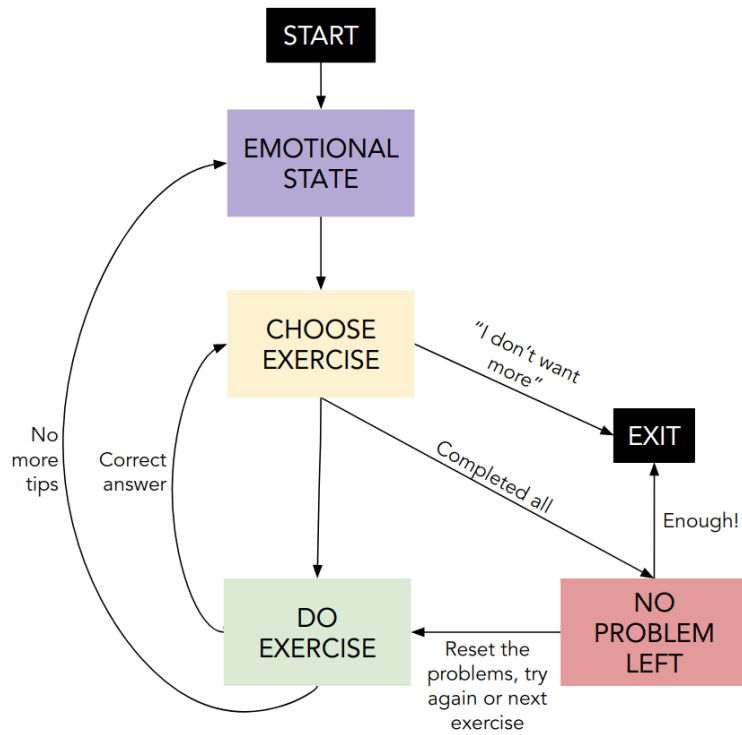 START
EMOTIONAL
STATE
CHOOSE
EXERCISE
“I don’t want
more”
EXIT
No
more
tips
Correct
answer
Completed all
Enough!
DO
EXERCISE
Reset the
problems, try
again or next
exercise
NO
PROBLEM
LEFT